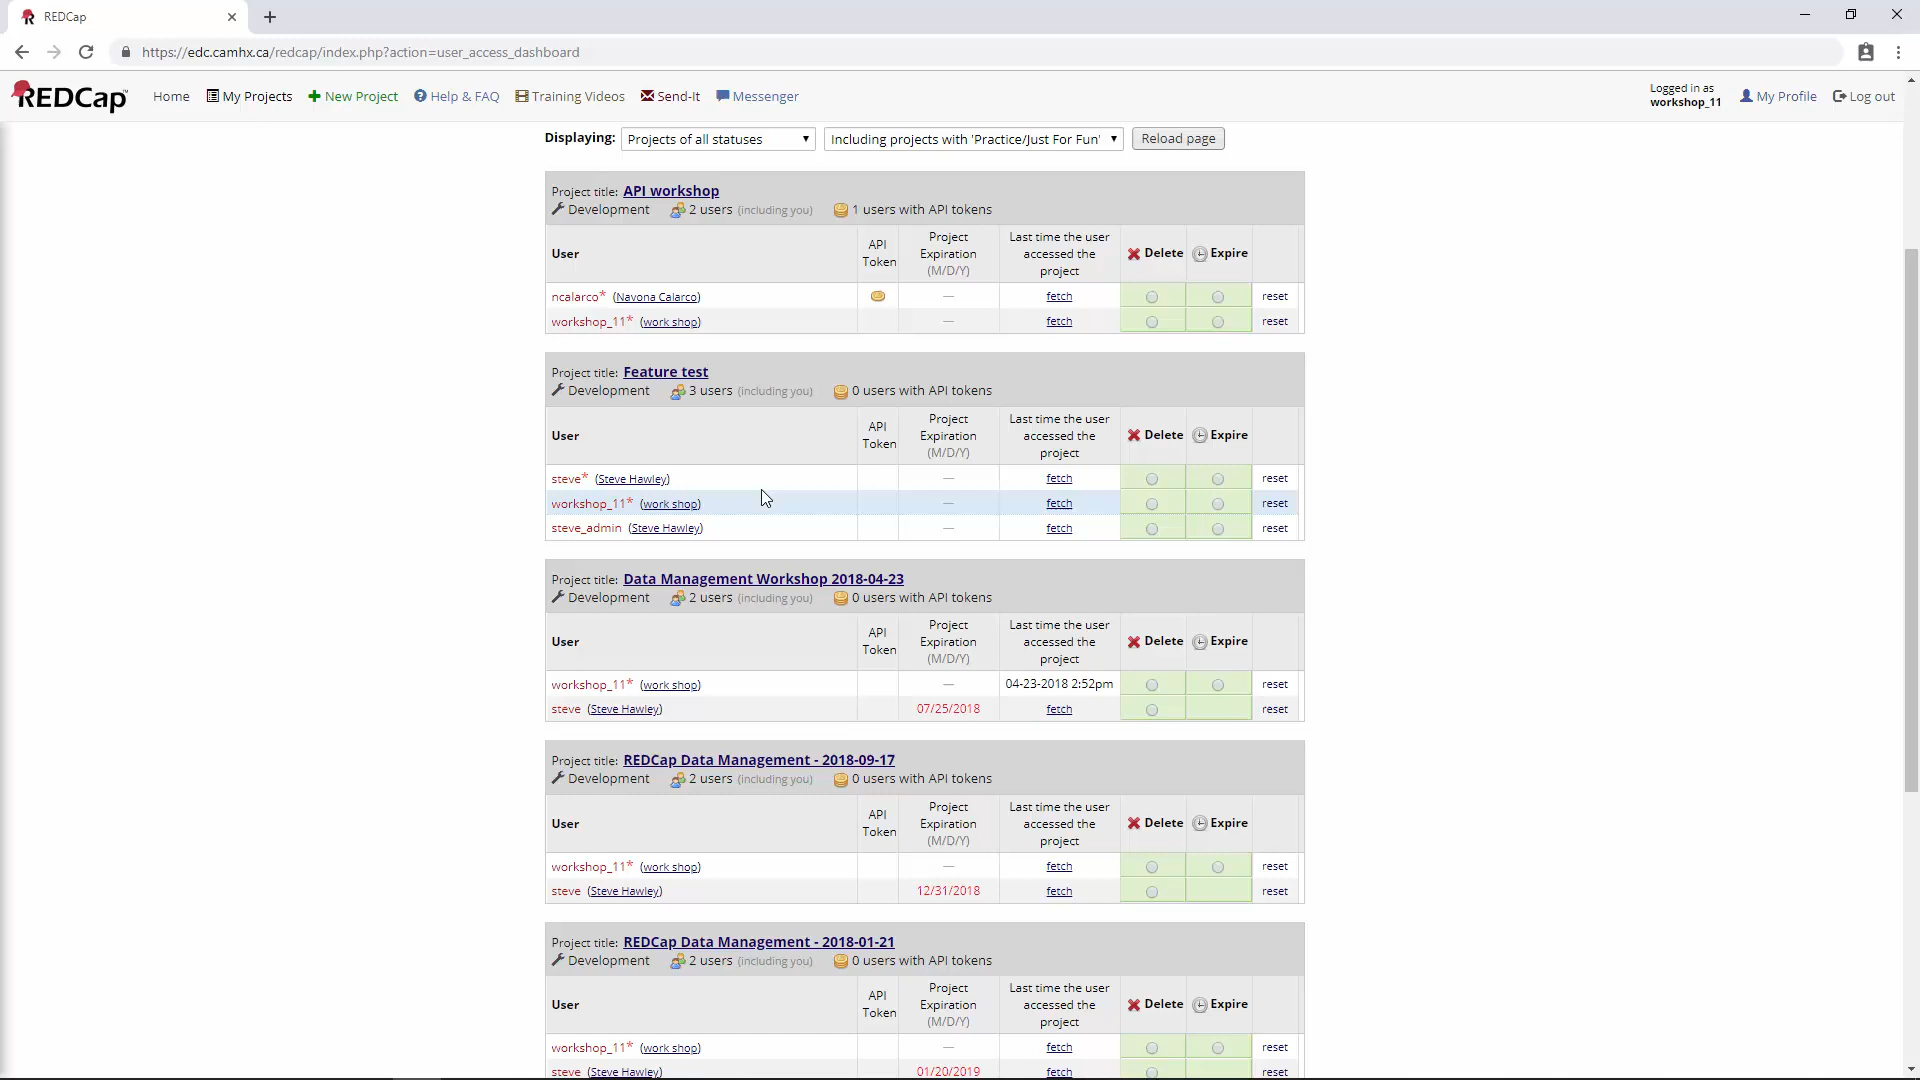 REDCap
https://edc.camhx.ca/redcap/index.php?action=user_access_dashboard
REDCap Home My Projects New Project Help & FAQ Training Videos Send-It Messenger Logged in as workshop_11 My Profile Log out
Displaying: Projects of all statuses Including projects with 'Practice/Just For Fun' Reload page
Project title: API workshop
Development 2 users (including you) 1 users with API tokens
User API Token Project Expiration (M/D/Y) Last time the user accessed the project Delete Expire
ncalarco* (Navona Calarco) — fetch reset
workshop_11* (work shop) — fetch reset
Project title: Feature test
Development 3 users (including you) 0 users with API tokens
User API Token Project Expiration (M/D/Y) Last time the user accessed the project Delete Expire
steve* (Steve Hawley) — fetch reset
workshop_11* (work shop) — fetch reset
steve_admin (Steve Hawley) — fetch reset
Project title: Data Management Workshop 2018-04-23
Development 2 users (including you) 0 users with API tokens
User API Token Project Expiration (M/D/Y) Last time the user accessed the project Delete Expire
workshop_11* (work shop) — 04-23-2018 2:52pm reset
steve (Steve Hawley) 07/25/2018 fetch reset
Project title: REDCap Data Management - 2018-09-17
Development 2 users (including you) 0 users with API tokens
User API Token Project Expiration (M/D/Y) Last time the user accessed the project Delete Expire
workshop_11* (work shop) — fetch reset
steve (Steve Hawley) 12/31/2018 fetch reset
Project title: REDCap Data Management - 2018-01-21
Development 2 users (including you) 0 users with API tokens
User API Token Project Expiration (M/D/Y) Last time the user accessed the project Delete Expire
workshop_11* (work shop) — fetch reset
steve (Steve Hawley) 01/20/2019 fetch reset